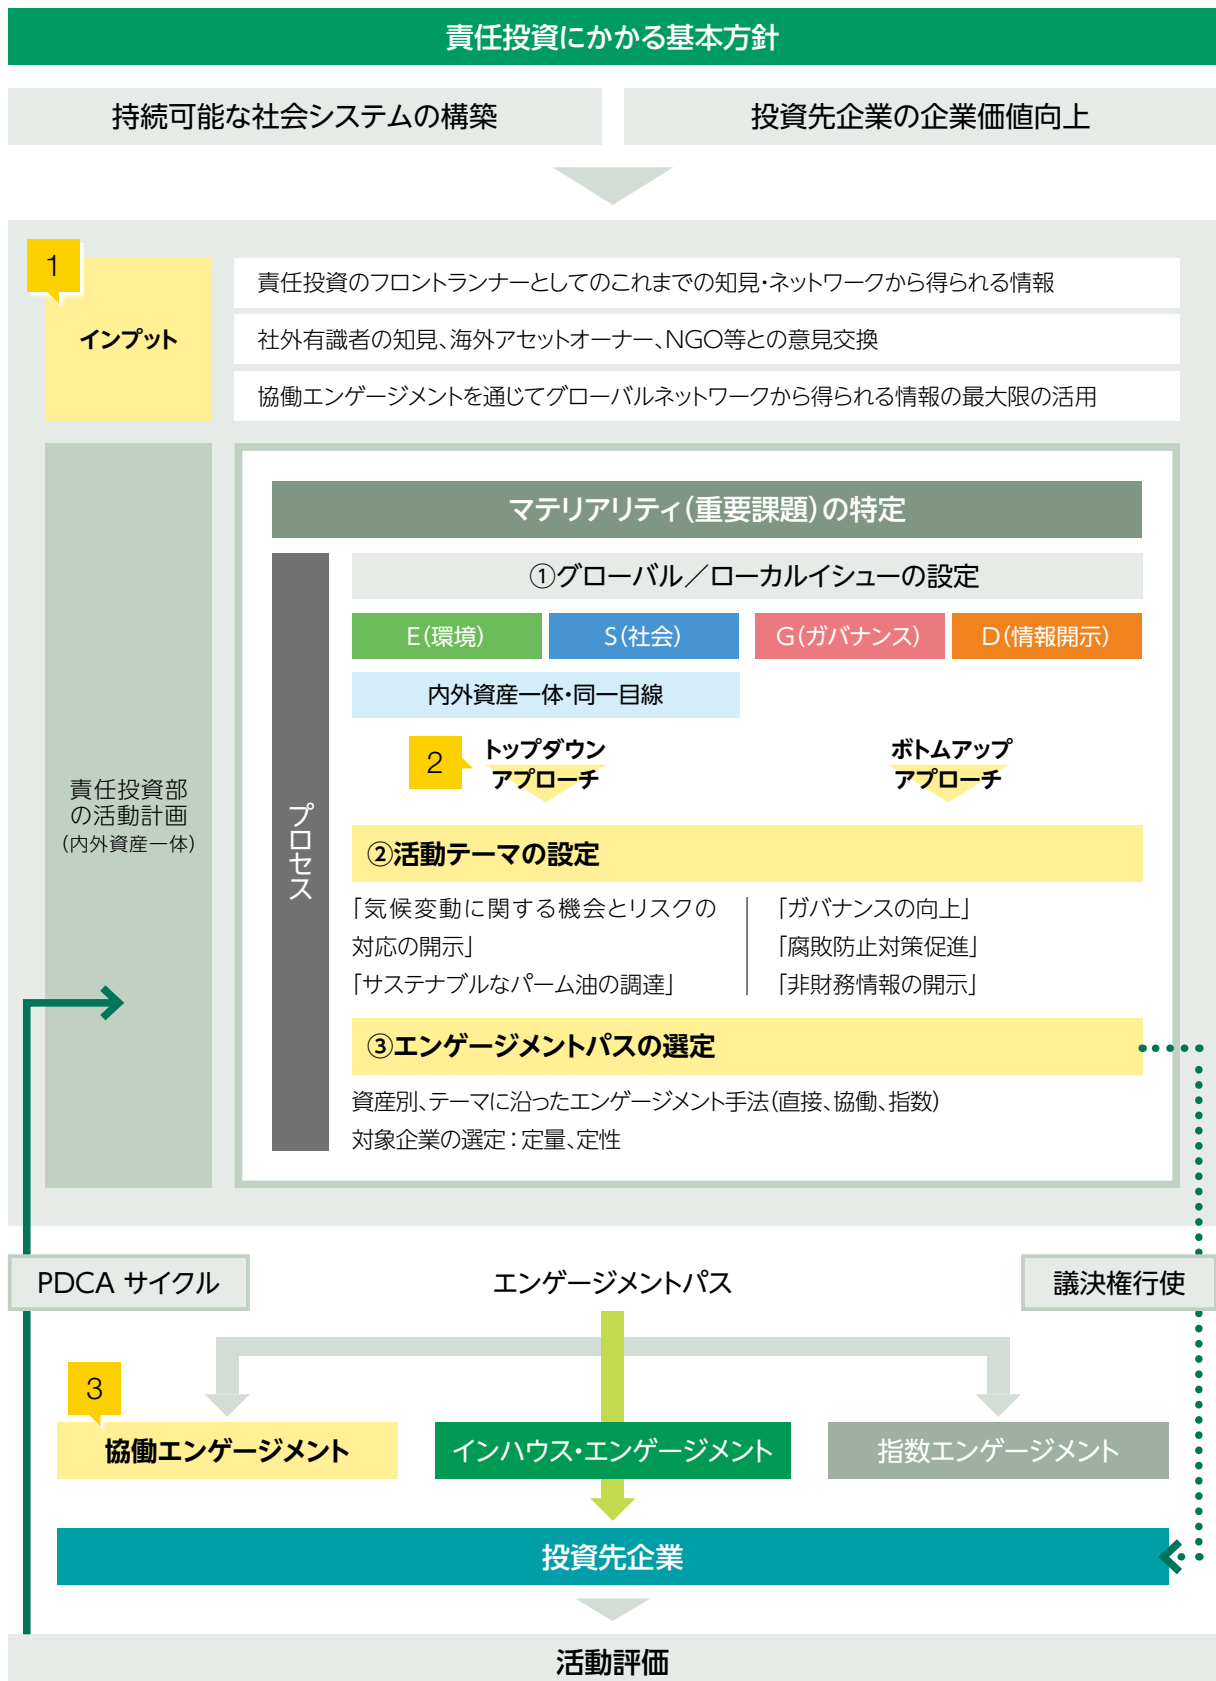 責任投資にかかる基本方針
持続可能な社会システムの構築
投資先企業の企業価値向上
1
インプット
責任投資のフロントランナーとしてのこれまでの知見・ネットワークから得られる情報
社外有識者の知見、海外アセットオーナー、NGO等との意見交換
協働エンゲージメントを通じてグローバルネットワークから得られる情報の最大限の活用
責任投資部
の活動計画
(内外資産一体)
マテリアリティ(重要課題)の特定
プロセス
①グローバル／ローカルイシューの設定
E(環境)
S(社会)
G(ガバナンス)
D(情報開示)
内外資産一体・同一目線
2
トップダウン
アプローチ
ボトムアップ
アプローチ
②活動テーマの設定
「気候変動に関する機会とリスクの
対応の開示」
「サステナブルなパーム油の調達」
「ガバナンスの向上」
「腐敗防止対策促進」
「非財務情報の開示」
③エンゲージメントパスの選定
資産別、テーマに沿ったエンゲージメント手法(直接、協働、指数)
対象企業の選定：定量、定性
PDCA サイクル
エンゲージメントパス
議決権行使
3
協働エンゲージメント
インハウス・エンゲージメント
指数エンゲージメント
投資先企業
活動評価